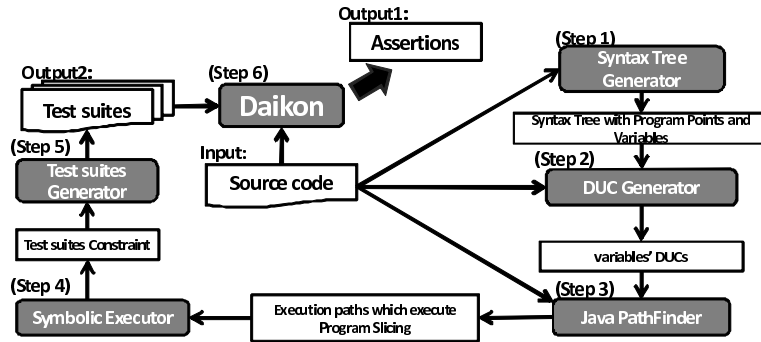 Output1:
Assertions
(Step 1)
Syntax Tree
Generator
Output2:
Test suites
(Step 6)
Daikon
Syntax Tree with Program Points and
Variables
(Step 5)
Test suites
Generator
Input:
Source code
(Step 2)
DUC Generator
Test suites Constraint
variables' DUCs
(Step 4)
Symbolic Executor
Execution paths which execute
Program Slicing
(Step 3)
Java PathFinder